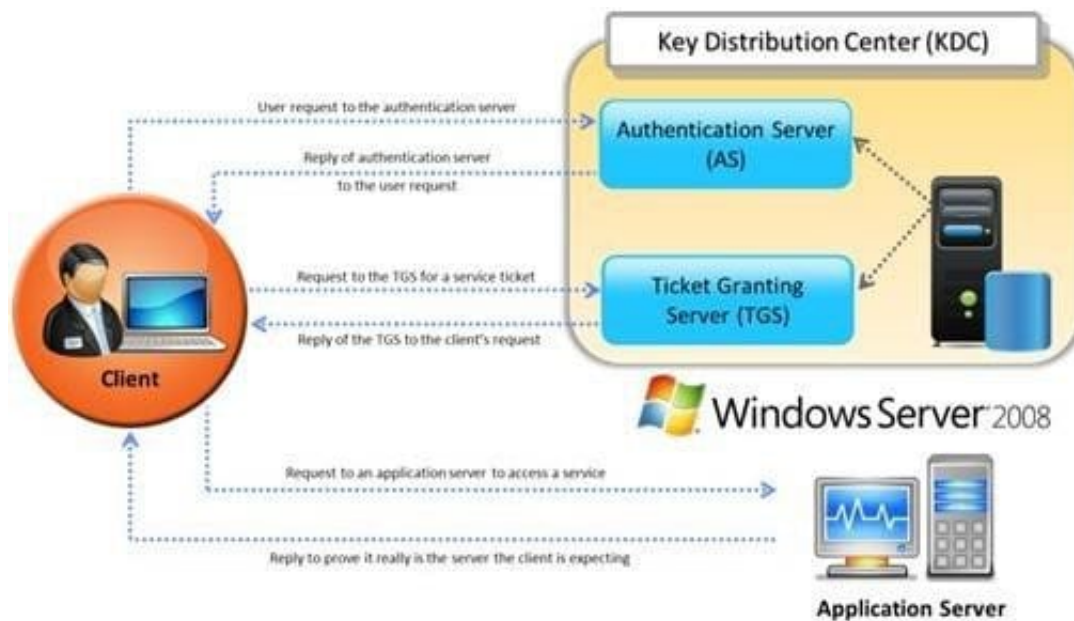 Key Distribution Center (KDC)
User request to the authentication server
Authentication Server
(AS)
Reply of authentication server
to the user request
Request to the TGS for a service ticket
Ticket Granting
Server (TGS)
Reply of the TGS to the client's request
Client
Windows Server 2008
Request to an application server to access a service
Reply to prove it really is the server the client is expecting
Application Server